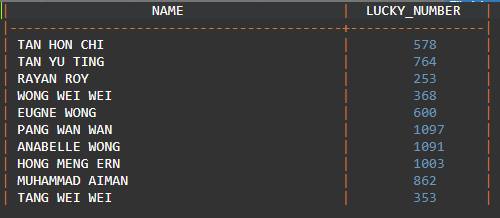 | NAME | LUCKY_NUMBER |
|----------------------------------------+----------------|
| TAN HON CHI | 578 |
| TAN YU TING | 764 |
| RAYAN ROY | 253 |
| WONG WEI WEI | 368 |
| EUGNE WONG | 600 |
| PANG WAN WAN | 1097 |
| ANABELLE WONG | 1091 |
| HONG MENG ERN | 1003 |
| MUHAMMAD AIMAN | 862 |
| TANG WEI WEI | 353 |